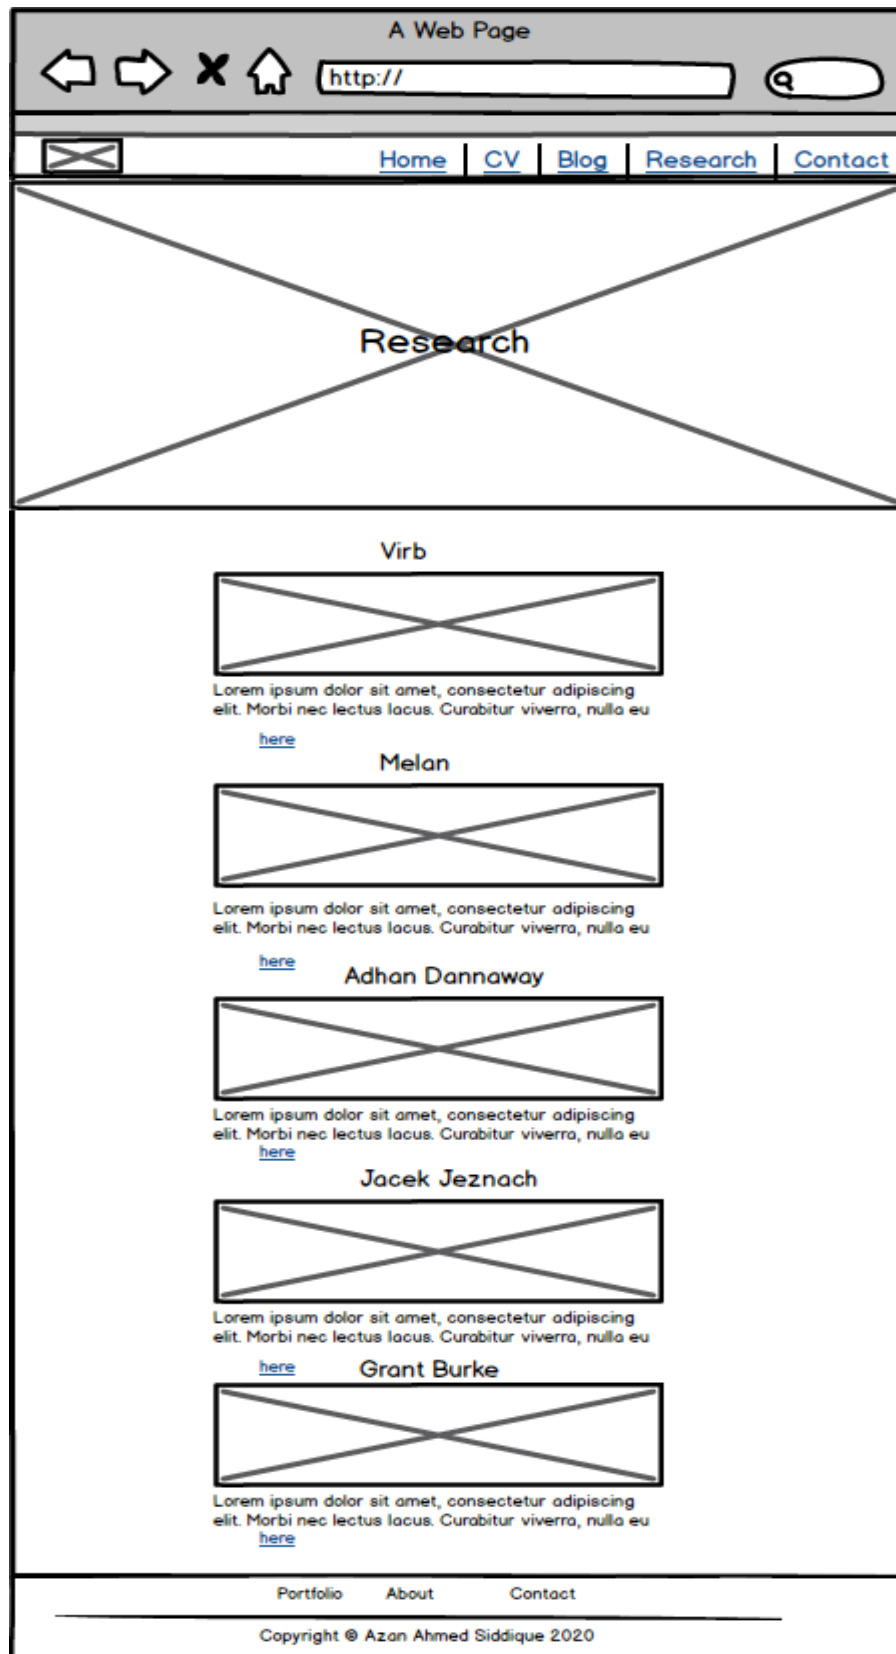 A Web Page
http://
Home CV Blog Research Contact
Research
Virb
Lorem ipsum dolor sit amet, consectetur adipiscing
elit. Morbi nec lectus lacus. Curabitur viverra, nulla eu
here
Melan
Lorem ipsum dolor sit amet, consectetur adipiscing
elit. Morbi nec lectus lacus. Curabitur viverra, nulla eu
here
Adhan Dannaway
Lorem ipsum dolor sit amet, consectetur adipiscing
elit. Morbi nec lectus lacus. Curabitur viverra, nulla eu
here
Jacek Jeznach
Lorem ipsum dolor sit amet, consectetur adipiscing
elit. Morbi nec lectus lacus. Curabitur viverra, nulla eu
here
Grant Burke
Lorem ipsum dolor sit amet, consectetur adipiscing
elit. Morbi nec lectus lacus. Curabitur viverra, nulla eu
here
Portfolio About Contact
Copyright © Azan Ahmed Siddique 2020